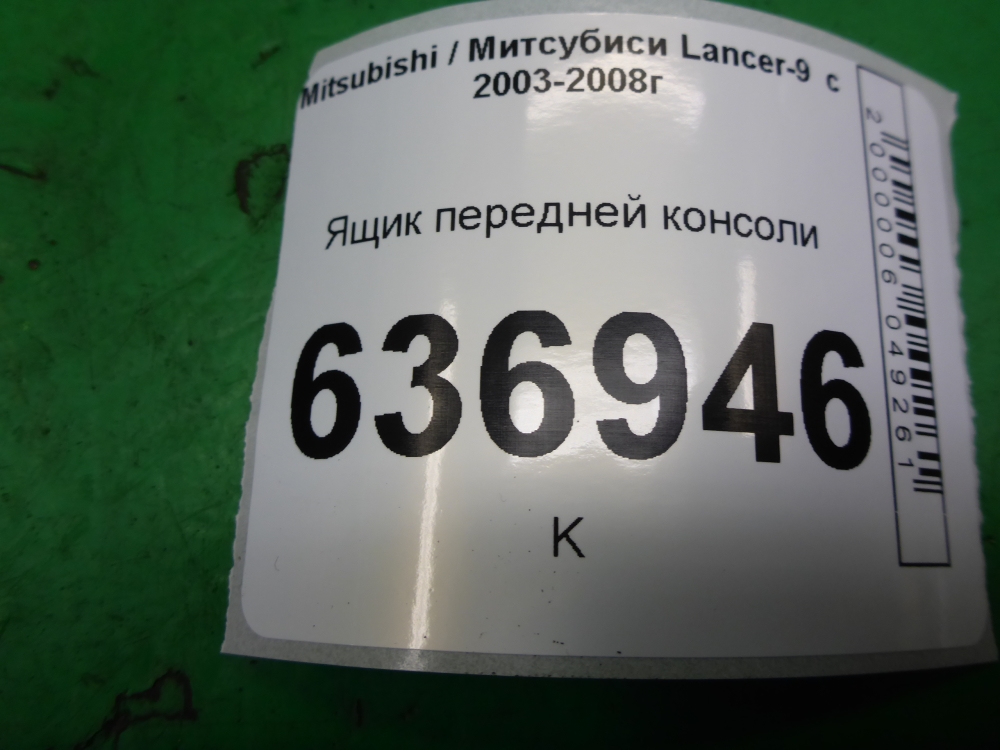 Mitsubishi / Митсубиси Lancer-9 с
2003-2008г
Ящик передней консоли
636946
К
2000006049261